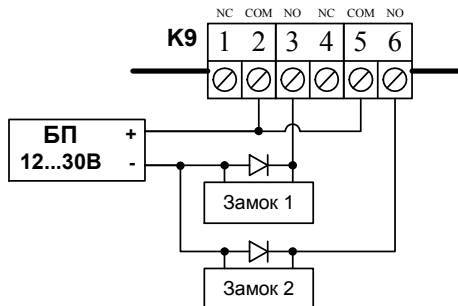 NC COM NO NC COM NO
K9 1 2 3 4 5 6
БП +
12...30В -
Замок 1
Замок 2